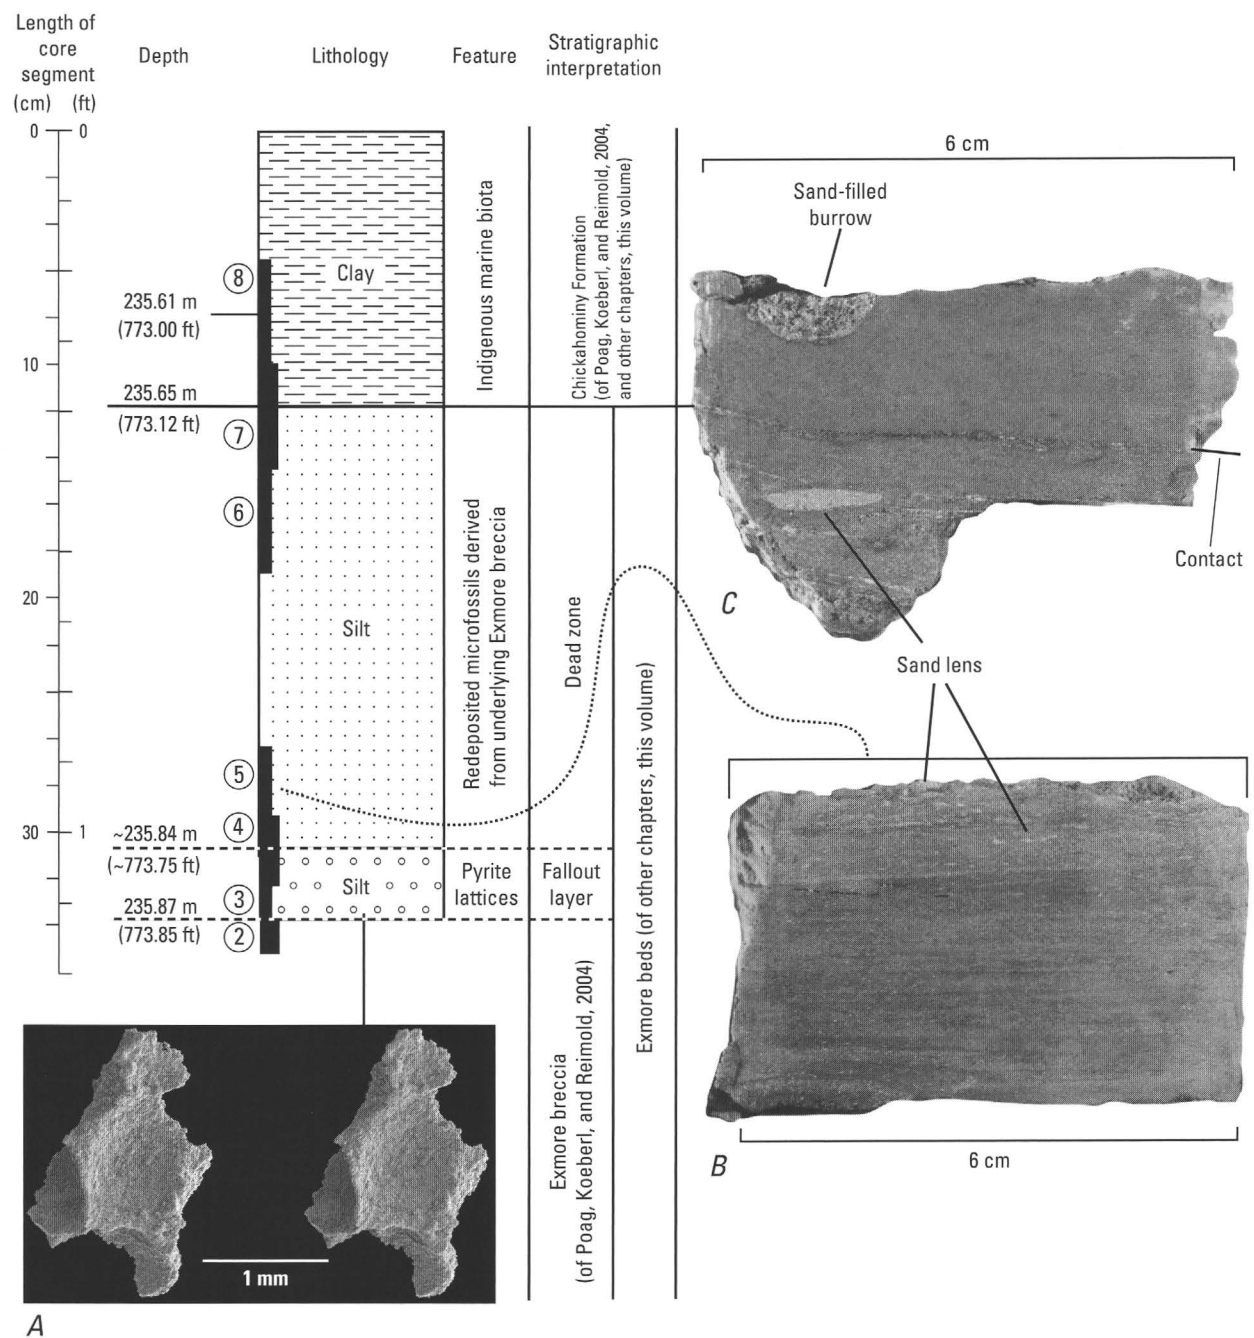 Length of
core
segment
(cm) (ft)
Depth
Lithology
Feature
Stratigraphic
interpretation
0
0
10
20
30
1
235.61 m
(773.00 ft)
235.65 m
(773.12 ft)
~235.84 m
(~773.75 ft)
235.87 m
(773.85 ft)
8
7
6
5
4
3
2
Clay
Silt
Silt
Indigenous marine biota
Redeposited microfossils derived
from underlying Exmore breccia
Pyrite
lattices
Chickahominy Formation
(of Poag, Koeberl, and Reimold, 2004,
and other chapters, this volume)
Dead zone
Fallout
layer
Exmore breccia
(of Poag, Koeberl, and Reimold, 2004)
Exmore beds (of other chapters, this volume)
6 cm
Sand-filled
burrow
Contact
C
Sand lens
B
6 cm
1 mm
A